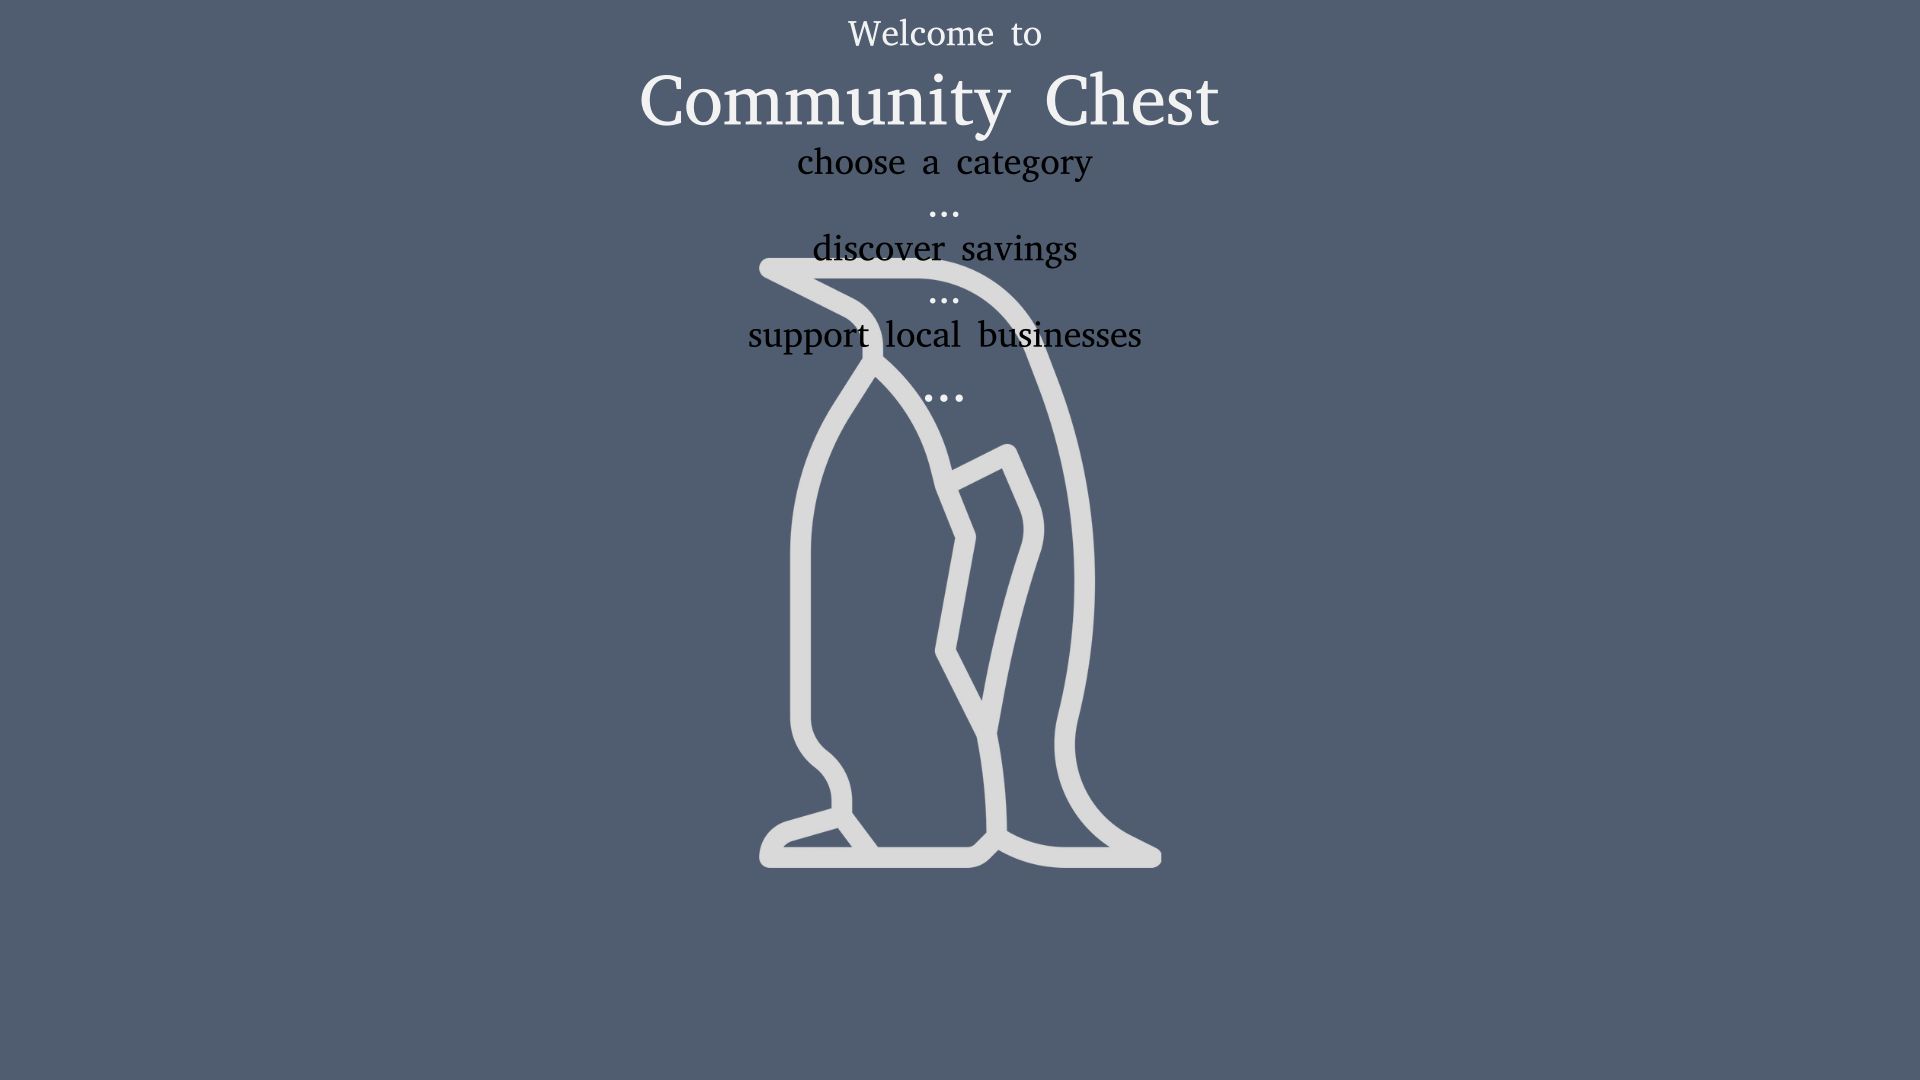 Welcome to
Community Chest
choose a category
...
discover savings
...
support local businesses
...